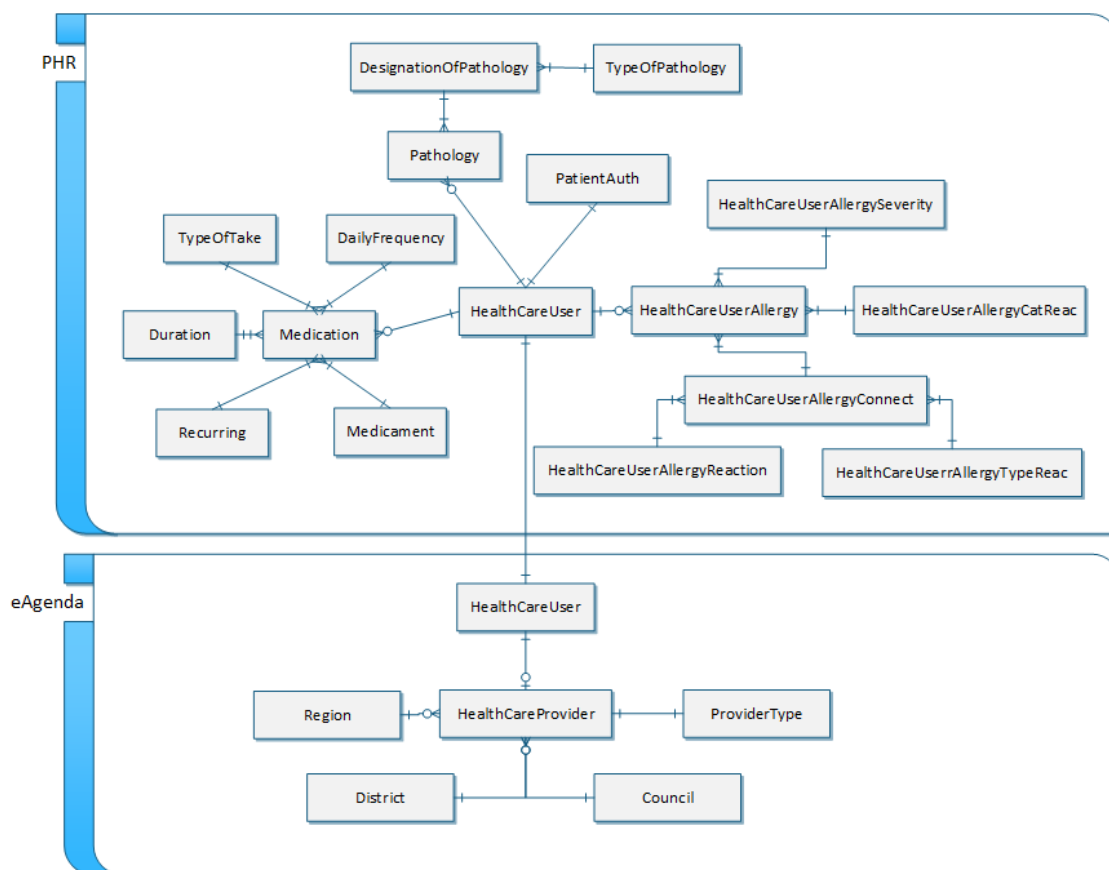 PHR
DesignationOfPathology
TypeOfPathology
Pathology
PatientAuth
HealthCareUserAllergySeverity
TypeOfTake
DailyFrequency
HealthCareUser
HealthCareUserAllergy
HealthCareUserAllergyCatReac
Duration
Medication
HealthCareUserAllergyConnect
Recurring
Medicament
HealthCareUserAllergyReaction
HealthCareUserrAllergyTypeReac
eAgenda
HealthCareUser
Region
HealthCareProvider
ProviderType
District
Council